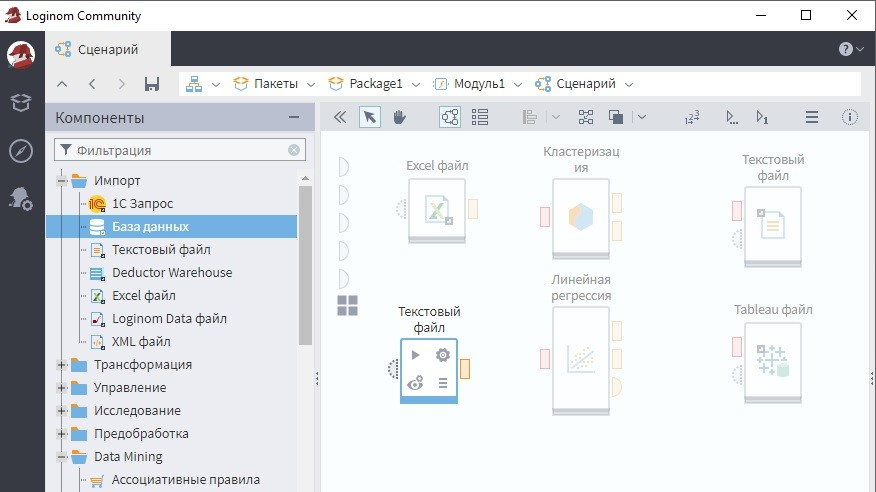 Loginom Community
Сценарий
?
Пакеты
Package1
Модуль1
Сценарий
Компоненты
Фильтрация
Импорт
1С Запрос
База данных
Текстовый файл
Deductor Warehouse
Excel файл
Loginom Data файл
XML файл
Трансформация
Управление
Исследование
Предобработка
Data Mining
Ассоциативные правила
Excel файл
Кластеризац
ия
Текстовый
файл
Текстовый
файл
Линейная
регрессия
Tableau файл